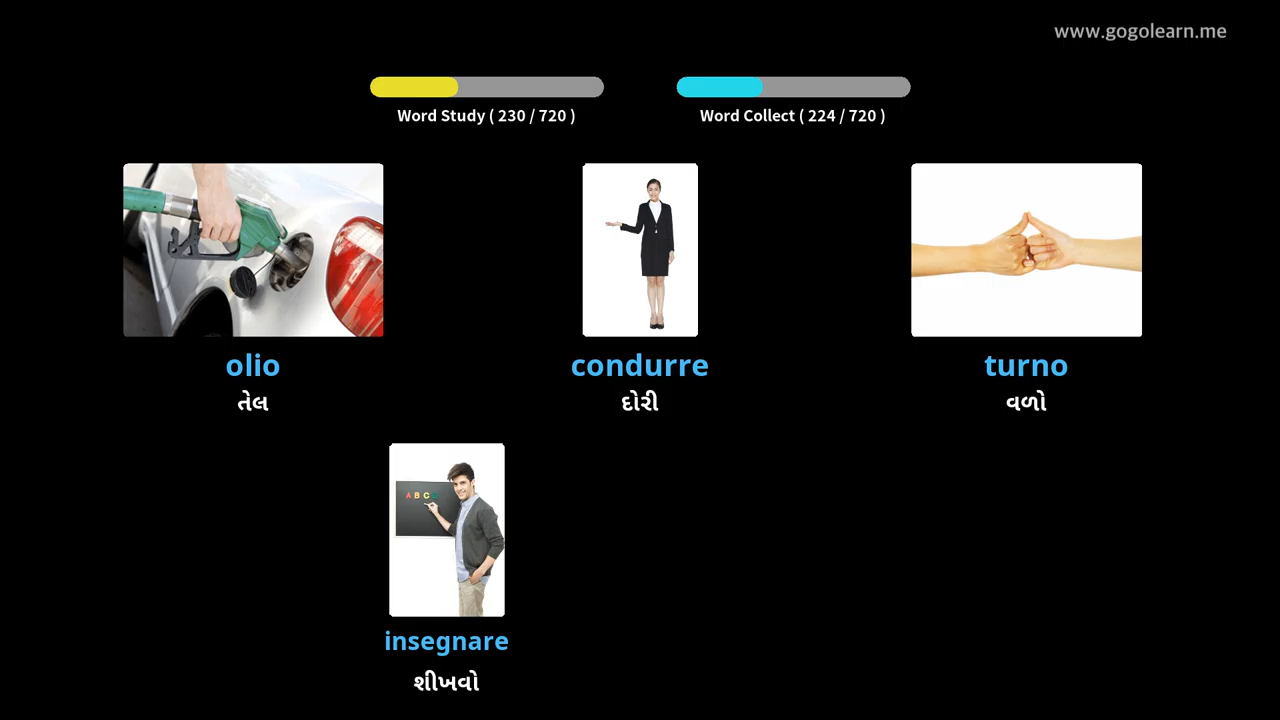 www.gogolearn.me
Word Study ( 230 / 720 )
Word Collect ( 224 / 720 )
olio
condurre
turno
તેલ
દોરી
વળો
A B C
insegnare
શીખવો